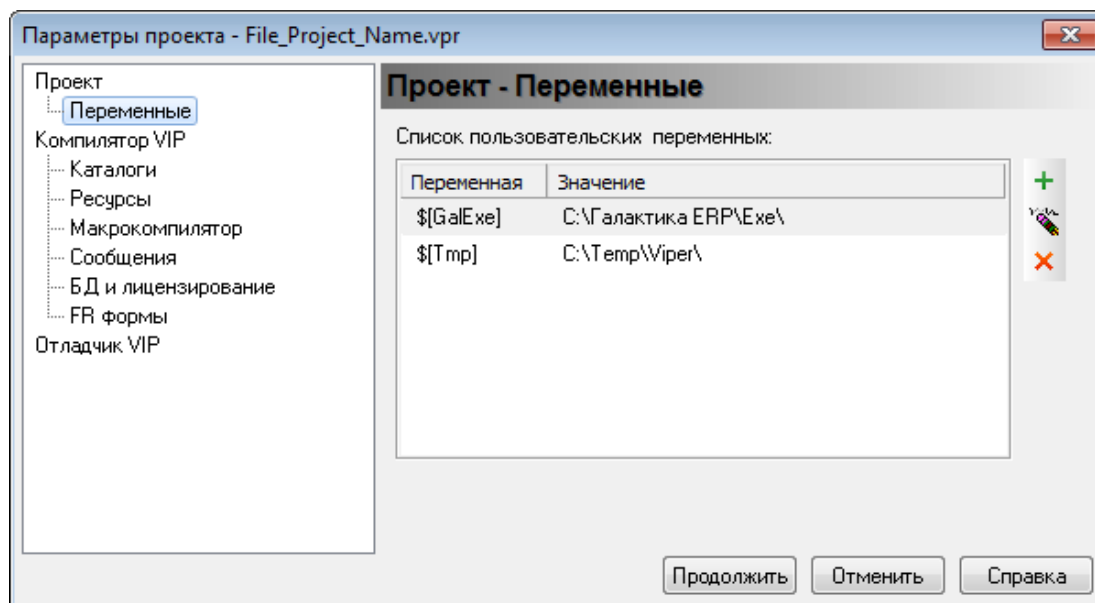 Параметры проекта - File_Project_Name.vpr
Проект
Переменные
Компилятор VIP
Каталоги
Ресурсы
Макрокомпилятор
Сообщения
БД и лицензирование
FR формы
Отладчик VIP
Проект - Переменные
Список пользовательских переменных:
Переменная Значение
$[GalExe] C:\Галактика ERP\Exe\
$[Tmp] C:\Temp\Viper\
Продолжить Отменить Справка